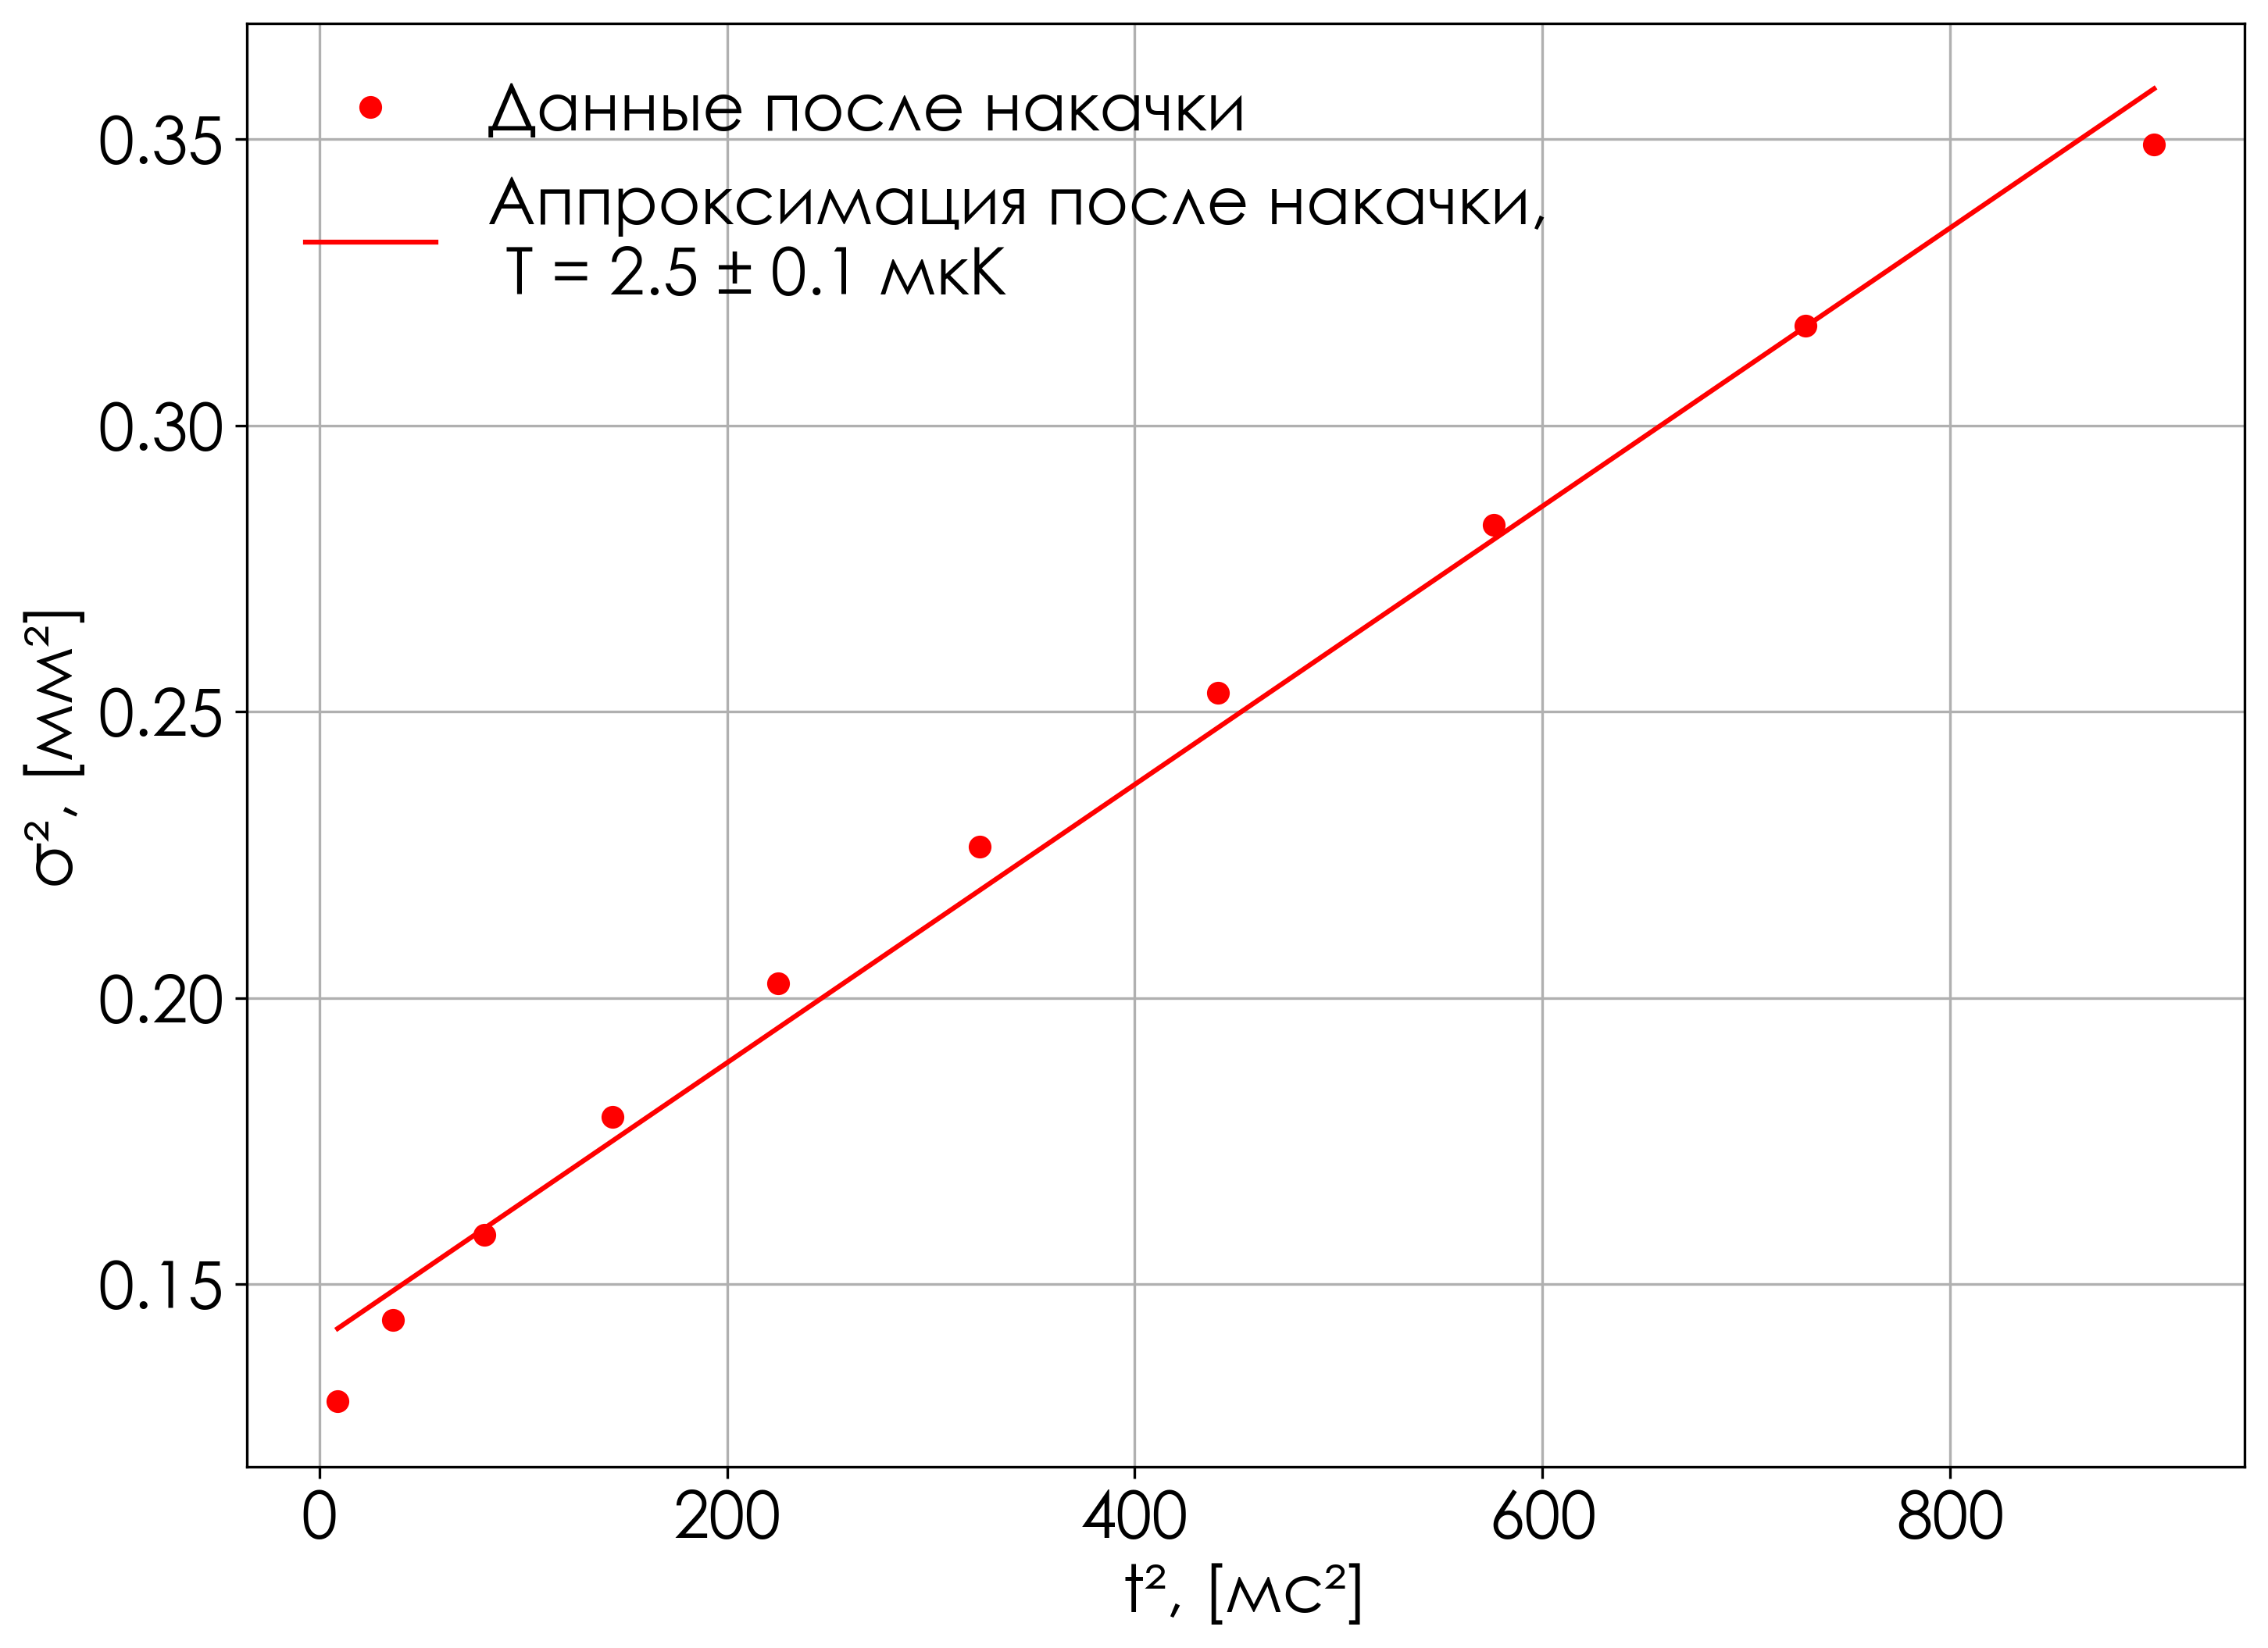 Данные после накачки
Аппроксимация после накачки,
T = 2.5 ± 0.1 мкК
0.35
0.30
0.25
0.20
0.15
σ², [мм²]
0 200 400 600 800
t², [мс²]